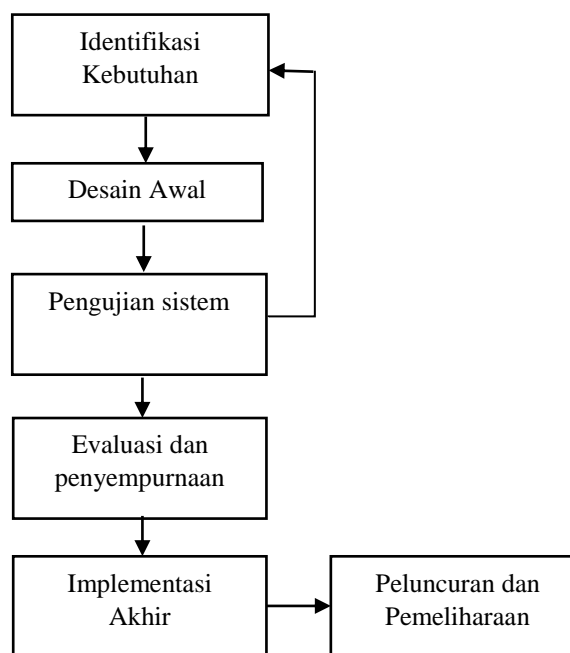 Identifikasi
Kebutuhan
Desain Awal
Pengujian sistem
Evaluasi dan
penyempurnaan
Implementasi
Akhir
Peluncuran dan
Pemeliharaan